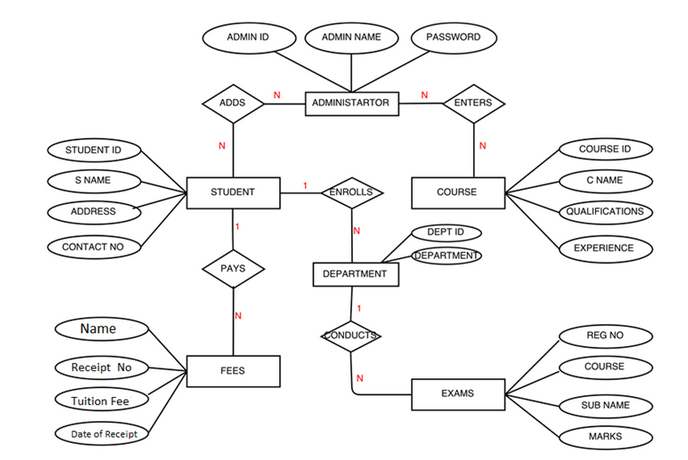 ADMIN ID
ADMIN NAME
PASSWORD
ADDS
N
ADMINISTARTOR
N
ENTERS
N
N
STUDENT ID
S NAME
ADDRESS
CONTACT NO
STUDENT
1
ENROLLS
COURSE
COURSE ID
C NAME
QUALIFICATIONS
EXPERIENCE
1
N
DEPT ID
DEPARTMENT
PAYS
DEPARTMENT
N
1
CONDUCTS
Name
Receipt No
Tuition Fee
Date of Receipt
FEES
N
EXAMS
REG NO
COURSE
SUB NAME
MARKS